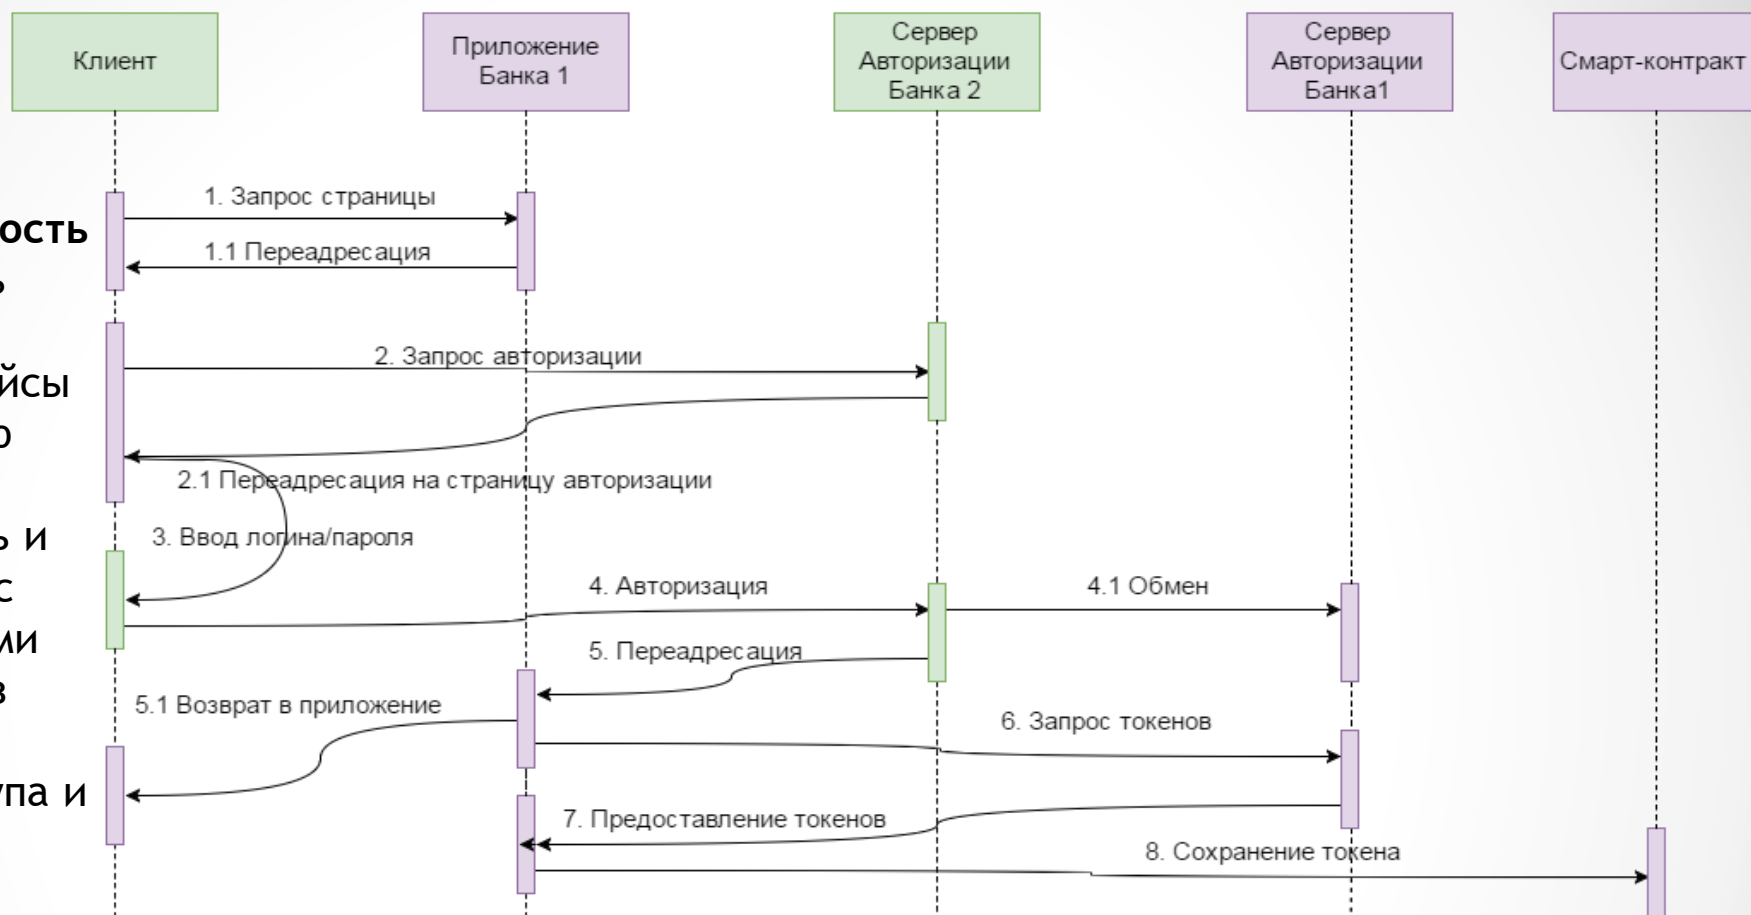 Клиент
Приложение
Банка 1
Сервер
Авторизации
Банка 2
Сервер
Авторизации
Банка1
Смарт-контракт
1. Запрос страницы
ость
1.1 Переадресация
ь
2. Запрос авторизации
йсы
2.1 Переадресация на страницу авторизации
3. Ввод логина/пароля
ь и
4. Авторизация
4.1 Обмен
с
ми
5. Переадресация
в
5.1 Возврат в приложение
6. Запрос токенов
упа и
7. Предоставление токенов
8. Сохранение токена